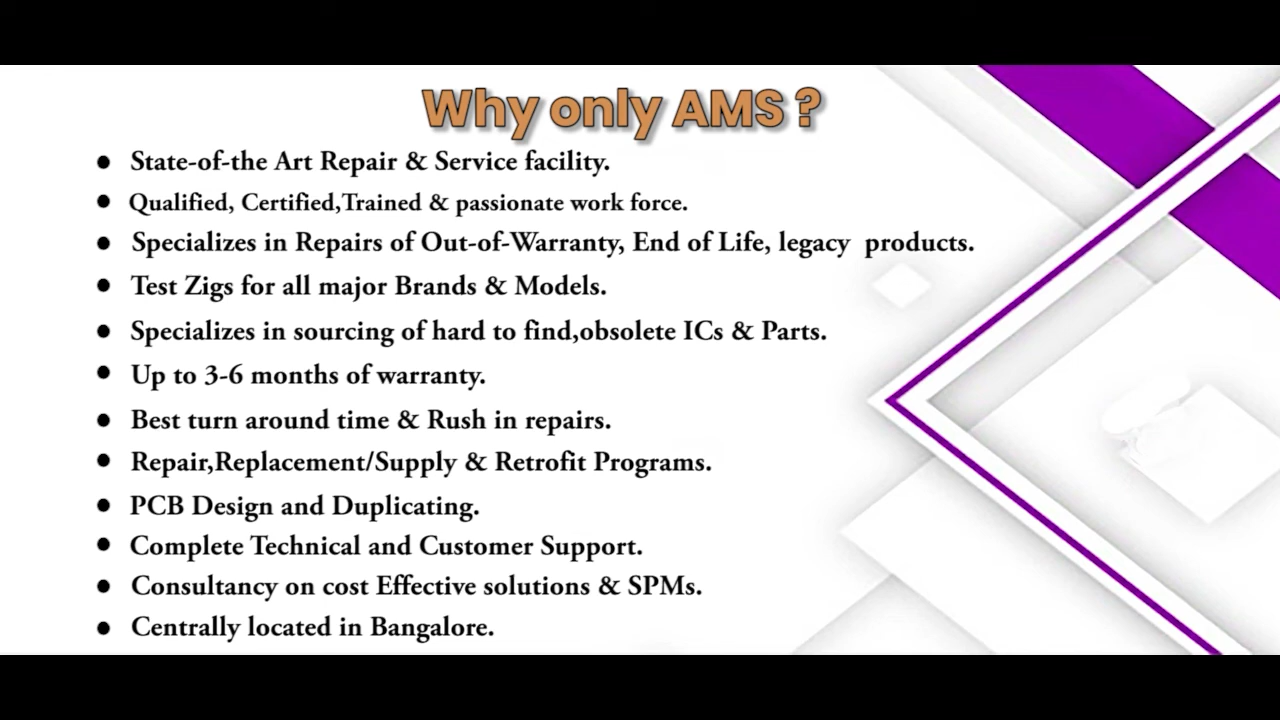 Why only AMS ?
● State-of-the Art Repair & Service facility.
● Qualified, Certified,Trained & passionate work force.
● Specializes in Repairs of Out-of-Warranty, End of Life, legacy  products.
● Test Zigs for all major Brands & Models.
● Specializes in sourcing of hard to find,obsolete ICs & Parts.
● Up to 3-6 months of warranty.
● Best turn around time & Rush in repairs.
● Repair,Replacement/Supply & Retrofit Programs.
● PCB Design and Duplicating.
● Complete Technical and Customer Support.
● Consultancy on cost Effective solutions & SPMs.
● Centrally located in Bangalore.